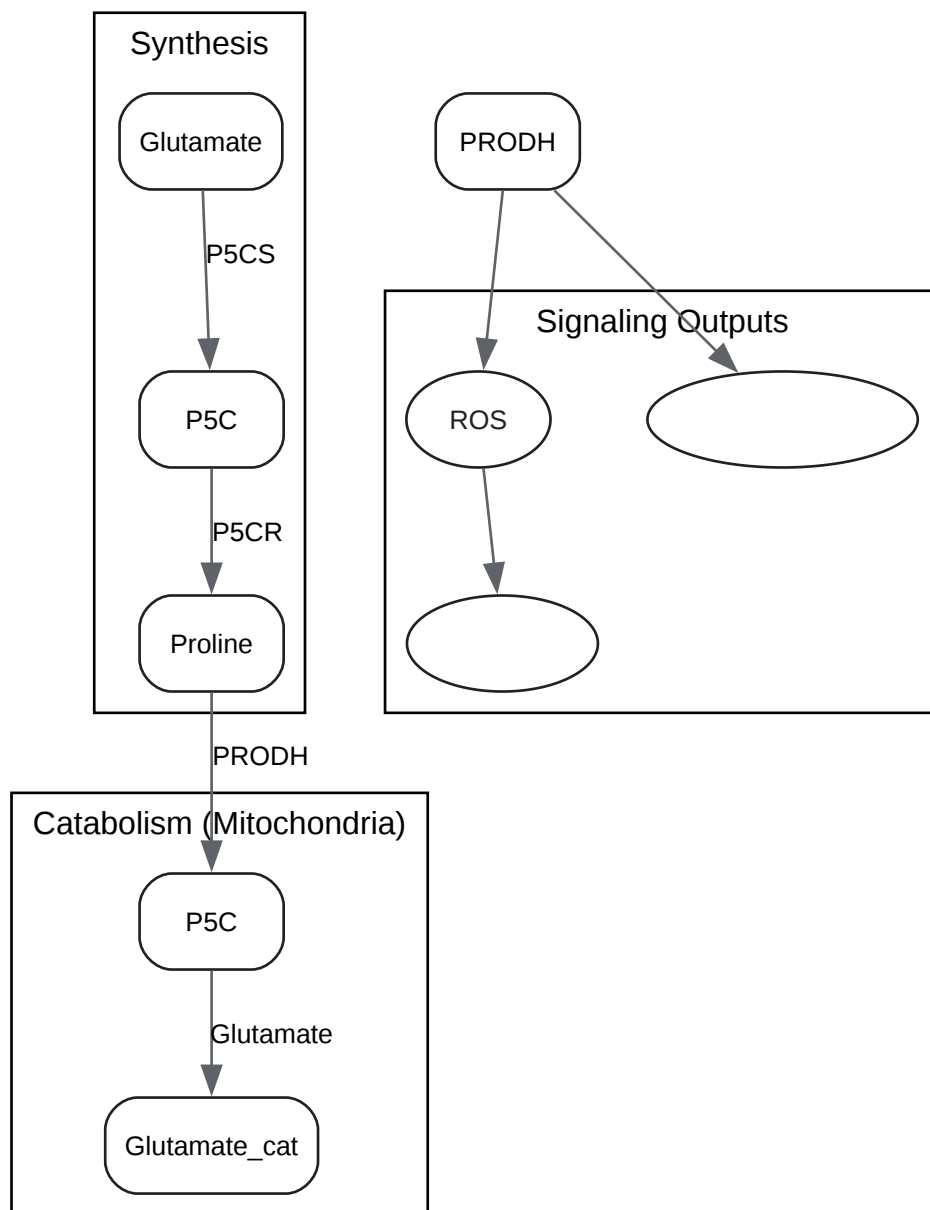 Synthesis
Glutamate
PRODH
P5CS
Signaling Outputs
P5C
ROS
P5CR
Proline
PRODH
Catabolism (Mitochondria)
P5C
Glutamate
Glutamate_cat